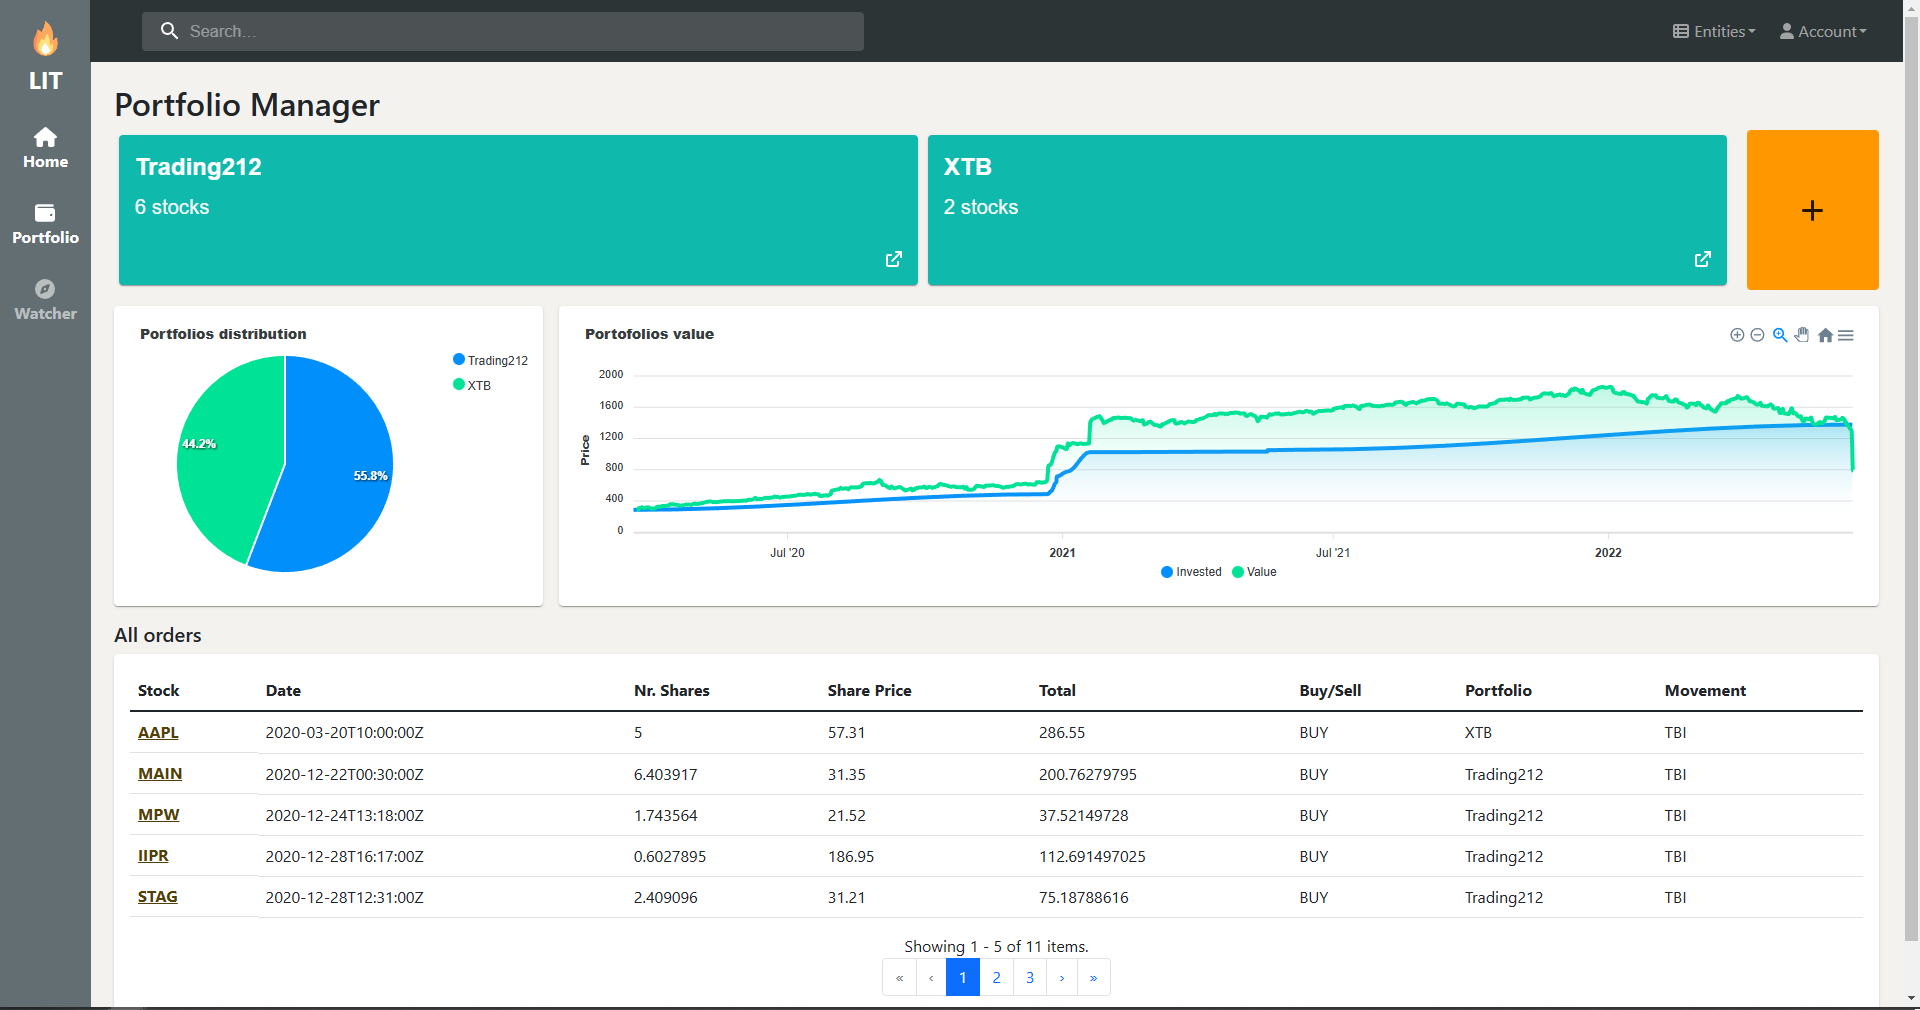 LIT
Home
Portfolio
Watcher
Search...
Entities
Account
Portfolio Manager
Trading212
6 stocks
XTB
2 stocks
+
Portfolios distribution
Trading212
XTB
44.2%
55.8%
Portofolios value
2000
1600
1200
800
400
0
Price
Jul '20
2021
Jul '21
2022
Invested Value
All orders
Stock Date Nr. Shares Share Price Total Buy/Sell Portfolio Movement
AAPL 2020-03-20T10:00:00Z 5 57.31 286.55 BUY XTB TBI
MAIN 2020-12-22T00:30:00Z 6.403917 31.35 200.76279795 BUY Trading212 TBI
MPW 2020-12-24T13:18:00Z 1.743564 21.52 37.52149728 BUY Trading212 TBI
IIPR 2020-12-28T16:17:00Z 0.6027895 186.95 112.691497025 BUY Trading212 TBI
STAG 2020-12-28T12:31:00Z 2.409096 31.21 75.18788616 BUY Trading212 TBI
Showing 1 - 5 of 11 items.
« ‹ 1 2 3 › »